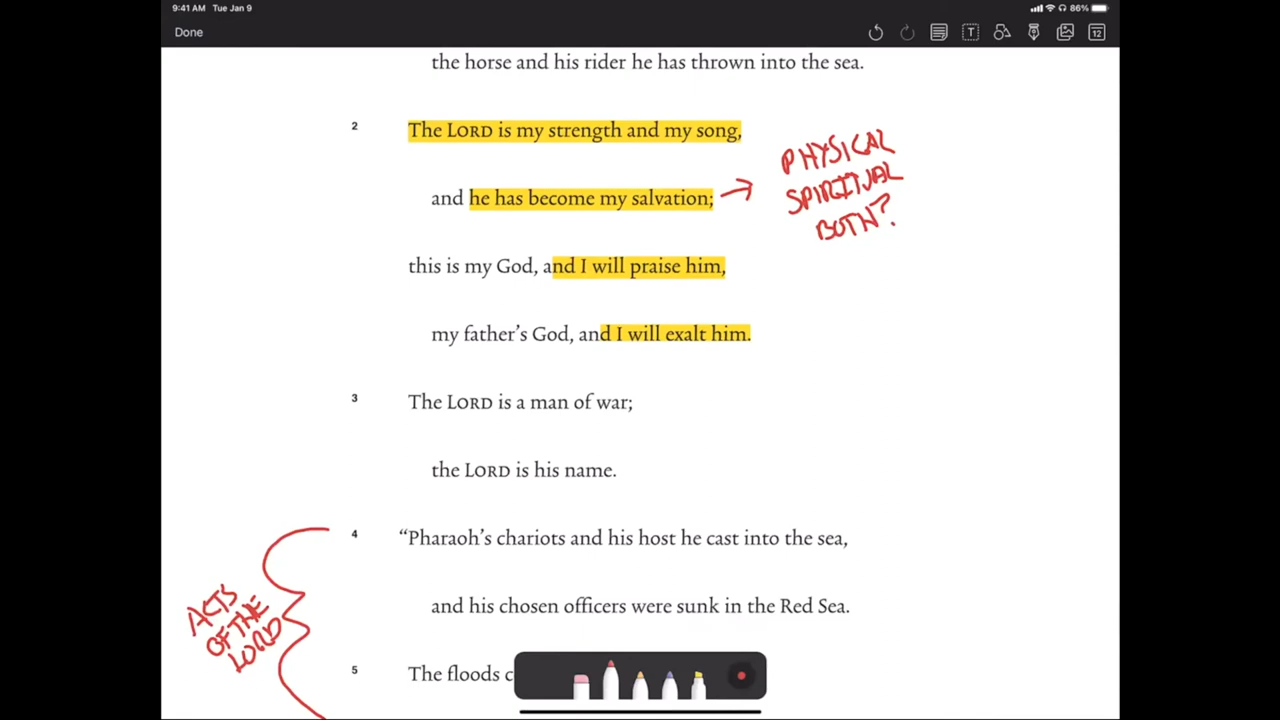 9:41 AM Tue Jan 9
86%
Done
T
12
the horse and his rider he has thrown into the sea.
2 The LORD is my strength and my song,
and he has become my salvation;
PHYSICAL
SPIRITUAL
BOTH?
this is my God, and I will praise him,
my father’s God, and I will exalt him.
3 The LORD is a man of war;
the LORD is his name.
4 “Pharaoh’s chariots and his host he cast into the sea,
and his chosen officers were sunk in the Red Sea.
ACTS
OF THE
LORD
5 The floods c